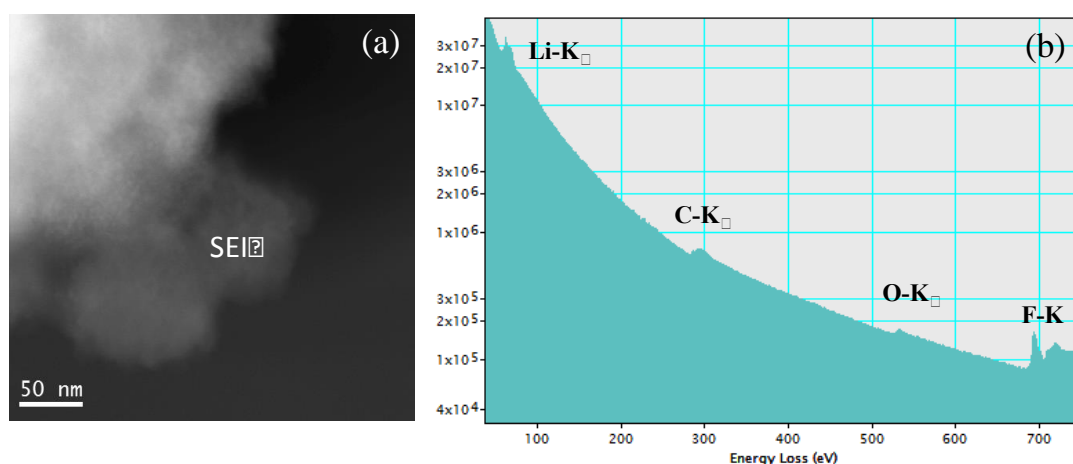 (a)
SEI⍰
50 nm
(b)
Li-K□
C-K□
O-K□
F-K
3x10⁷
2x10⁷
1x10⁷
3x10⁶
2x10⁶
1x10⁶
3x10⁵
2x10⁵
1x10⁵
4x10⁴
100
200
300
400
500
600
700
Energy Loss (eV)